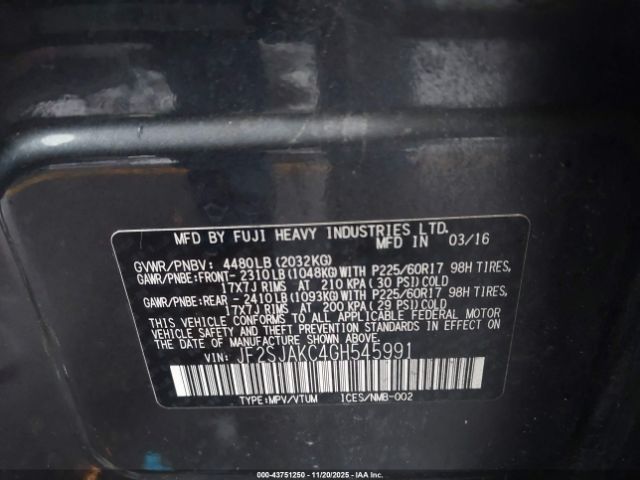 MFD BY FUJI HEAVY INDUSTRIES LTD.
MFD IN 03/16
GVWR/PNBV: 4480LB (2032KG)
GAWR/PNBE:FRONT-2310LB(1048KG)WITH P225/60R17 98H TIRES,
17X7J RIMS AT 210 KPA(30 PSI)COLD
GAWR/PNBE:REAR -2410LB(1093KG)WITH P225/60R17 98H TIRES,
17X7J RIMS AT 200 KPA(29 PSI)COLD
THIS VEHICLE CONFORMS TO ALL APPLICABLE FEDERAL MOTOR
VEHICLE SAFETY AND THEFT PREVENTION STANDARDS IN EFFECT ON
THE DATE OF MANUFACTURE SHOWN ABOVE.
VIN: JF2SJAKC4GH545991
TYPE:MPV/VTUM ICES/NMB-002
000-43751250 - 11/20/2025 - IAA Inc.